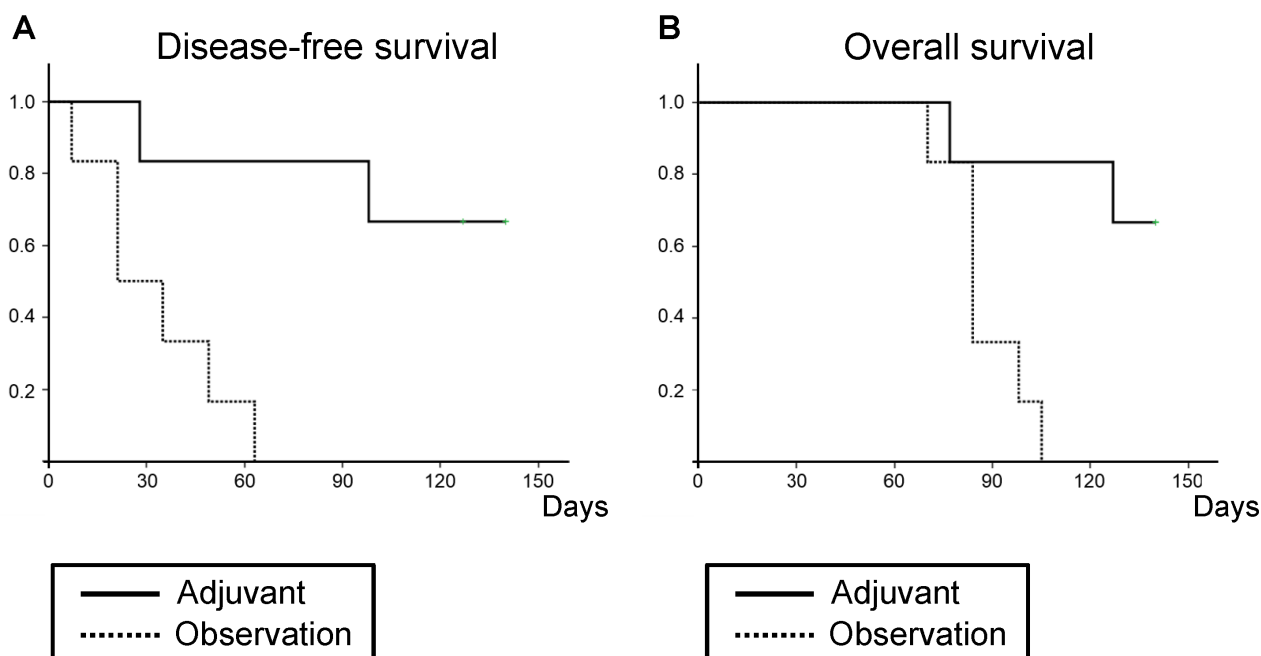 A
Disease-free survival
1.0
0.8
0.6
0.4
0.2
0 30 60 90 120 150
Days
Adjuvant
Observation
B
Overall survival
1.0
0.8
0.6
0.4
0.2
0 30 60 90 120 150
Days
Adjuvant
Observation